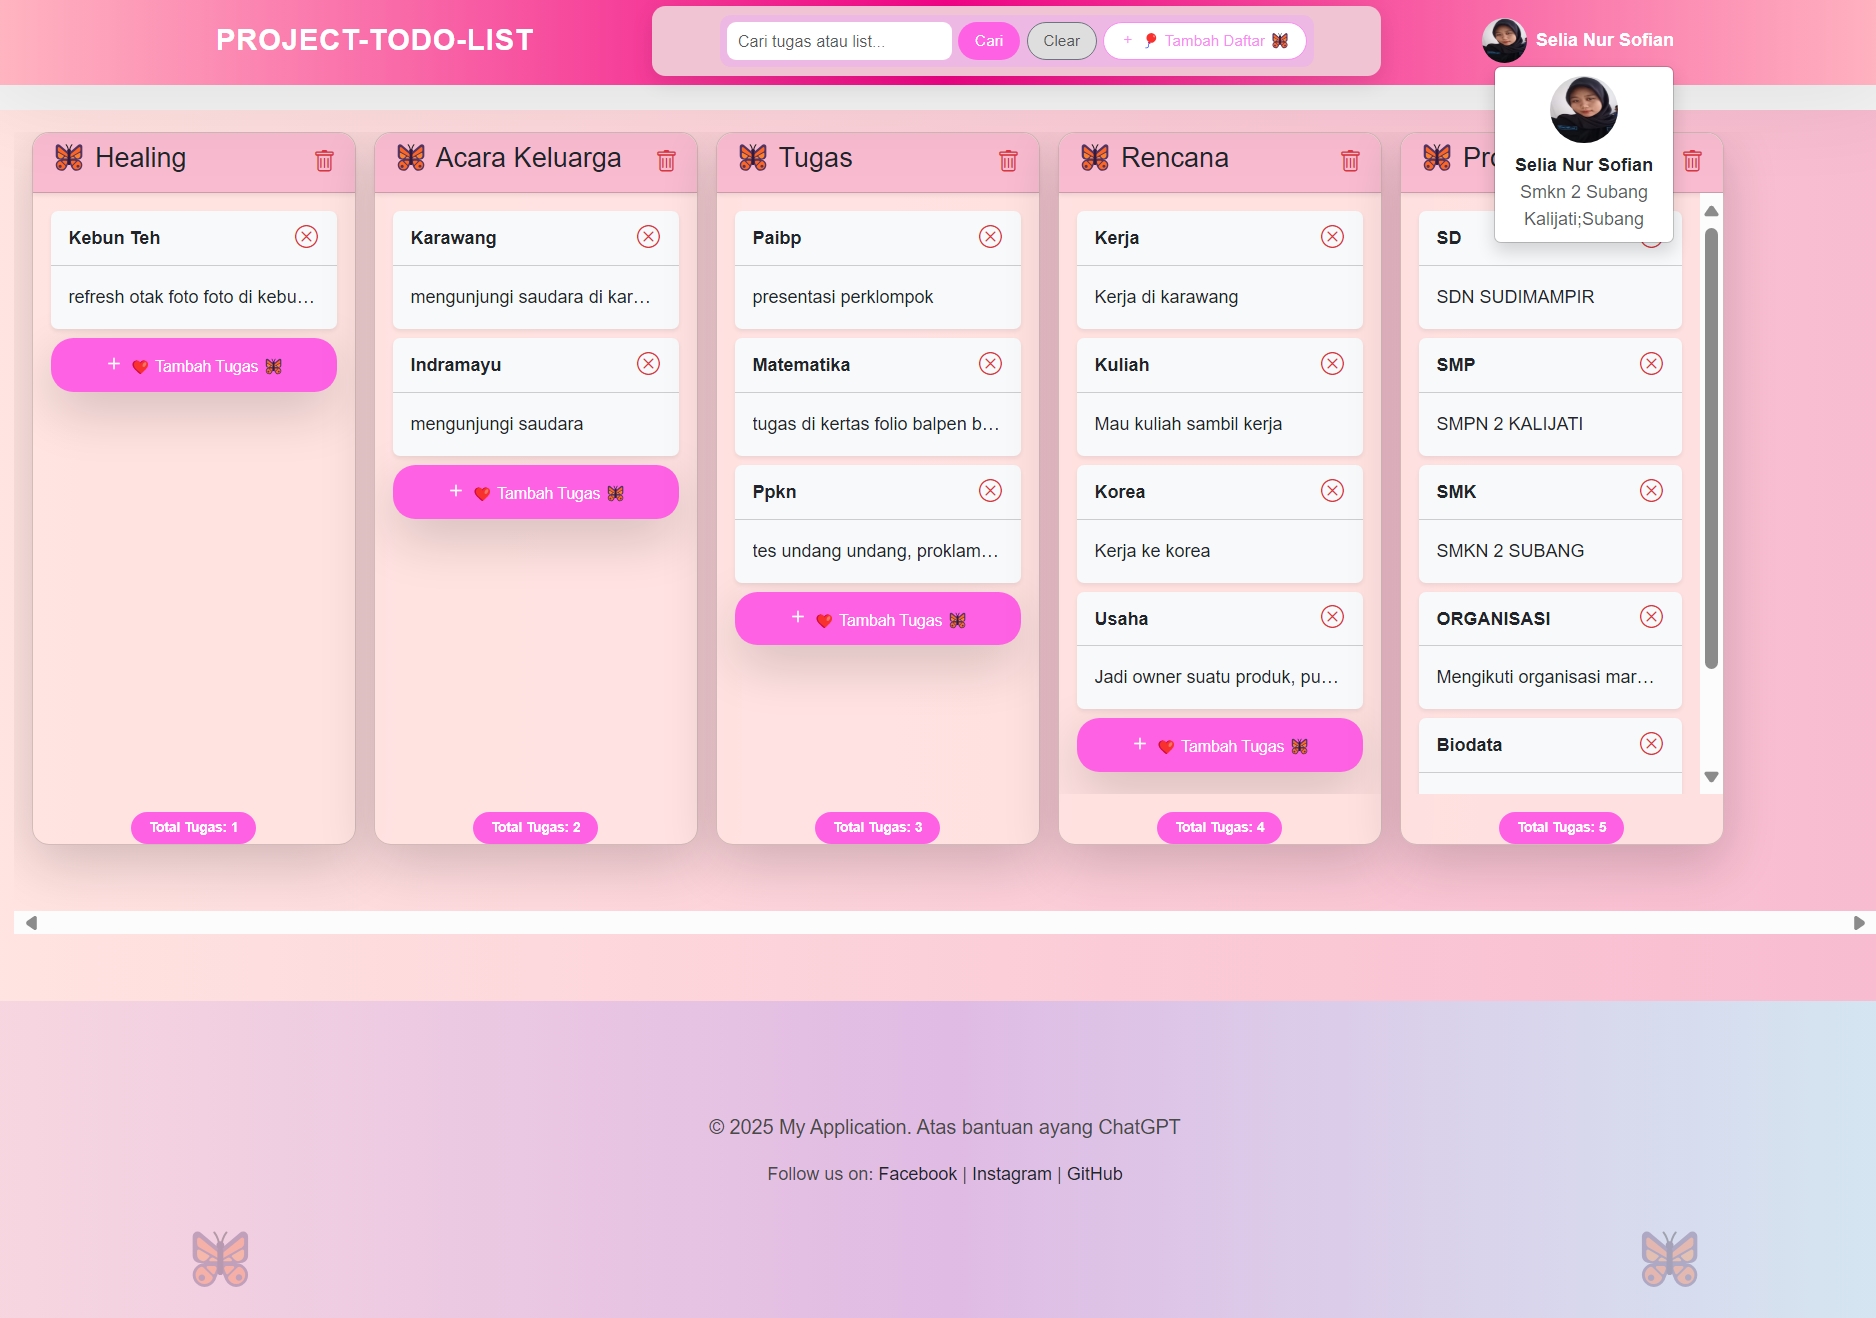 PROJECT-TODO-LIST
Cari tugas atau list...
Cari
Clear
+ Tambah Daftar
Selia Nur Sofian
Selia Nur Sofian
Smkn 2 Subang
Kalijati;Subang
Healing
Kebun Teh
refresh otak foto foto di kebu...
+ Tambah Tugas
Total Tugas: 1
Acara Keluarga
Karawang
mengunjungi saudara di kar...
Indramayu
mengunjungi saudara
+ Tambah Tugas
Total Tugas: 2
Tugas
Paibp
presentasi perklompok
Matematika
tugas di kertas folio balpen b...
Ppkn
tes undang undang, proklam...
+ Tambah Tugas
Total Tugas: 3
Rencana
Kerja
Kerja di karawang
Kuliah
Mau kuliah sambil kerja
Korea
Kerja ke korea
Usaha
Jadi owner suatu produk, pu...
+ Tambah Tugas
Total Tugas: 4
SD
SDN SUDIMAMPIR
SMP
SMPN 2 KALIJATI
SMK
SMKN 2 SUBANG
ORGANISASI
Mengikuti organisasi mar...
Biodata
Total Tugas: 5
© 2025 My Application. Atas bantuan ayang ChatGPT
Follow us on: Facebook | Instagram | GitHub